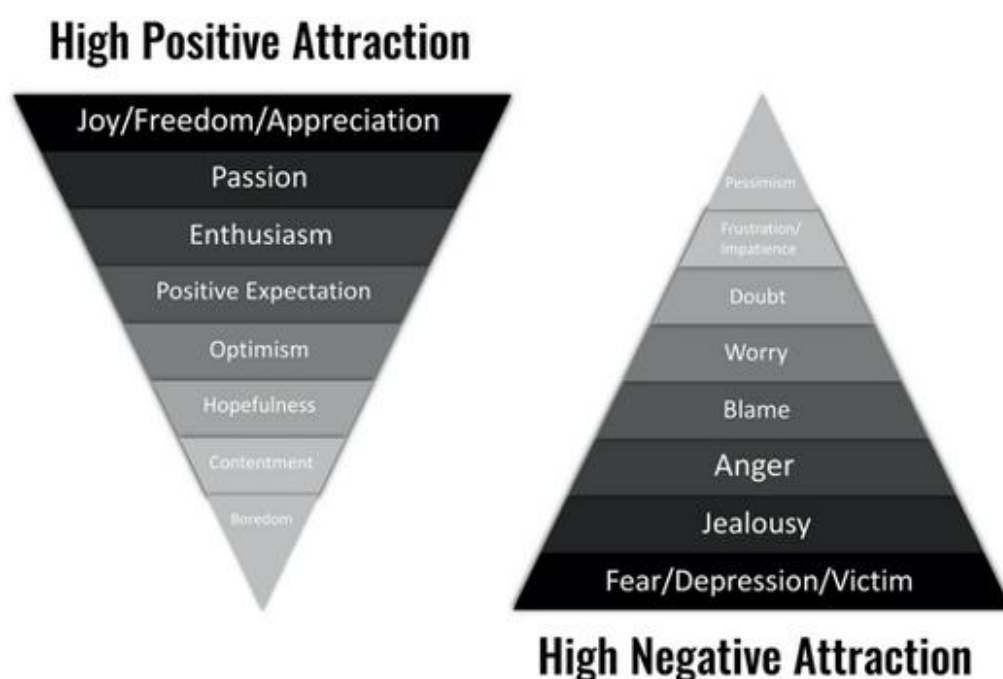 High Positive Attraction
Joy/Freedom/Appreciation
Passion
Enthusiasm
Positive Expectation
Optimism
Hopefulness
Contentment
Boredom
Pessimism
Frustration/
Impatience
Doubt
Worry
Blame
Anger
Jealousy
Fear/Depression/Victim
High Negative Attraction